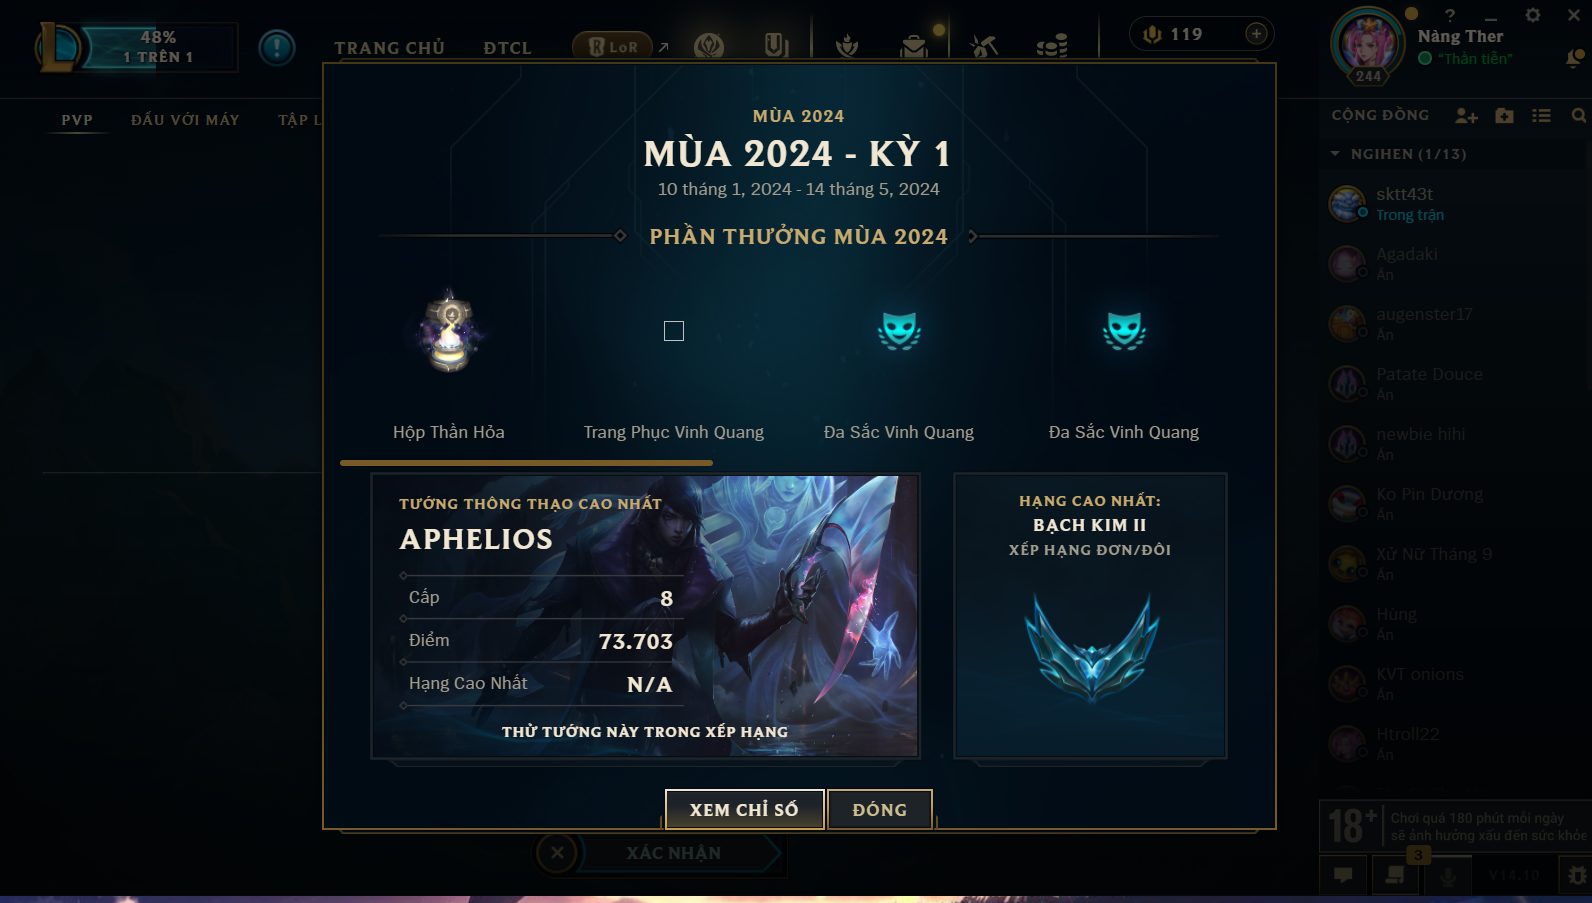 48%
1 TRÊN 1
TRANG CHỦ
ĐTCL
LoR
119
Nàng Ther
"Thần tiễn"
244
PVP
ĐẤU VỚI MÁY
TẬP L
CỘNG ĐỒNG
NGIHEN (1/13)
sktt43t
Trong trận
Agadaki
Ẩn
augenster17
Ẩn
Patate Douce
Ẩn
newbie hihi
Ẩn
Ko Pin Dương
Ẩn
Xử Nữ Tháng 9
Ẩn
Hùng
Ẩn
KVT onions
Ẩn
Htroll22
Ẩn
MÙA 2024
MÙA 2024 - KỲ 1
10 tháng 1, 2024 - 14 tháng 5, 2024
PHẦN THƯỞNG MÙA 2024
Hộp Thần Hỏa
Trang Phục Vinh Quang
Đa Sắc Vinh Quang
Đa Sắc Vinh Quang
TƯỚNG THÔNG THẠO CAO NHẤT
APHELIOS
Cấp 8
Điểm 73.703
Hạng Cao Nhất N/A
THỬ TƯỚNG NÀY TRONG XẾP HẠNG
HẠNG CAO NHẤT:
BẠCH KIM II
XẾP HẠNG ĐƠN/ĐÔI
XEM CHỈ SỐ
ĐÓNG
XÁC NHẬN
18+
Chơi quá 180 phút mỗi ngày
sẽ ảnh hưởng xấu đến sức khỏe
3
V14.10